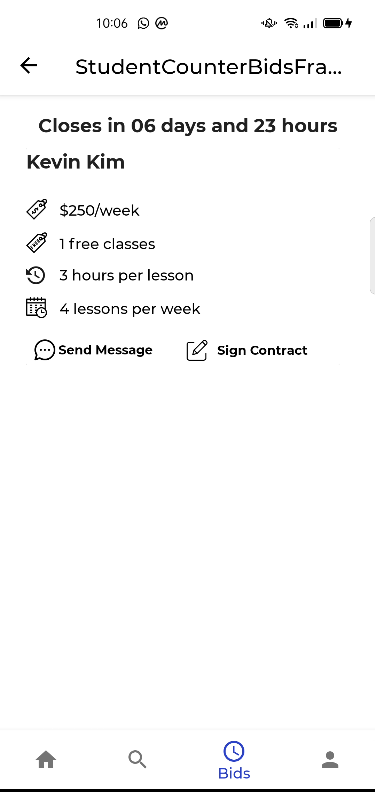 10:06
StudentCounterBidsFra...
Closes in 06 days and 23 hours
Kevin Kim
$250/week
1 free classes
3 hours per lesson
4 lessons per week
Send Message
Sign Contract
Bids